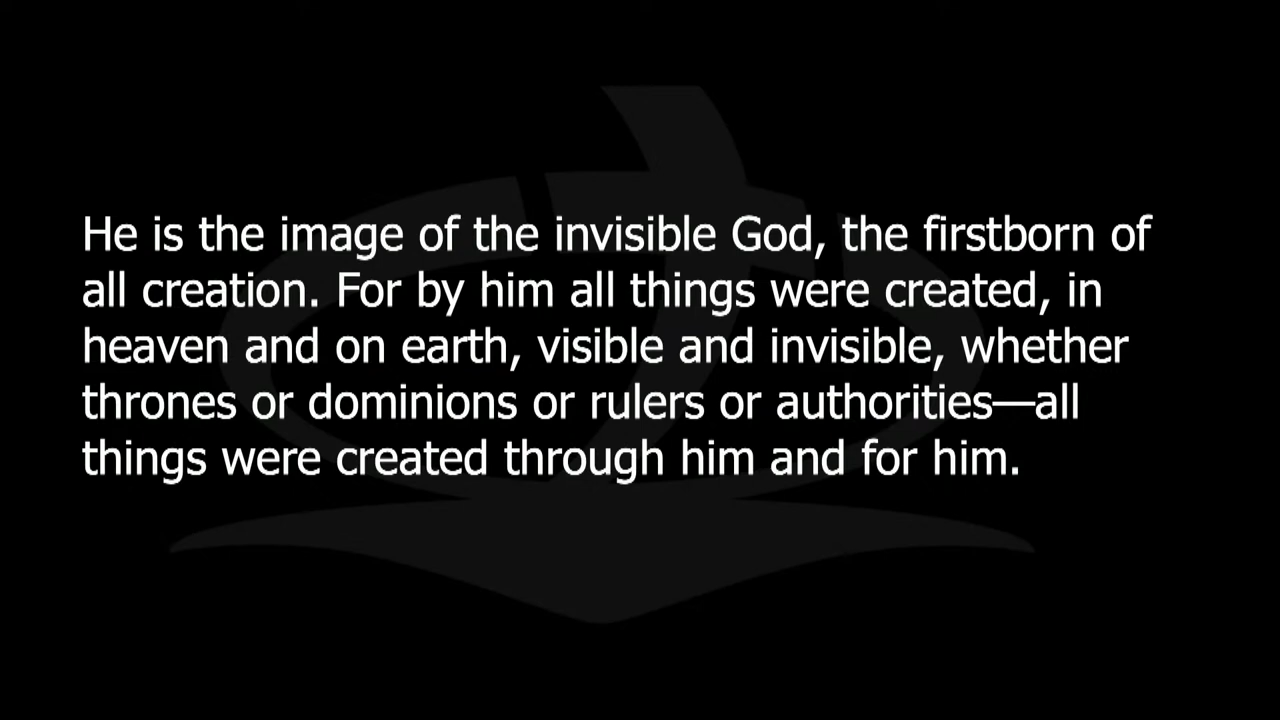 He is the image of the invisible God, the firstborn of
all creation. For by him all things were created, in
heaven and on earth, visible and invisible, whether
thrones or dominions or rulers or authorities—all
things were created through him and for him.